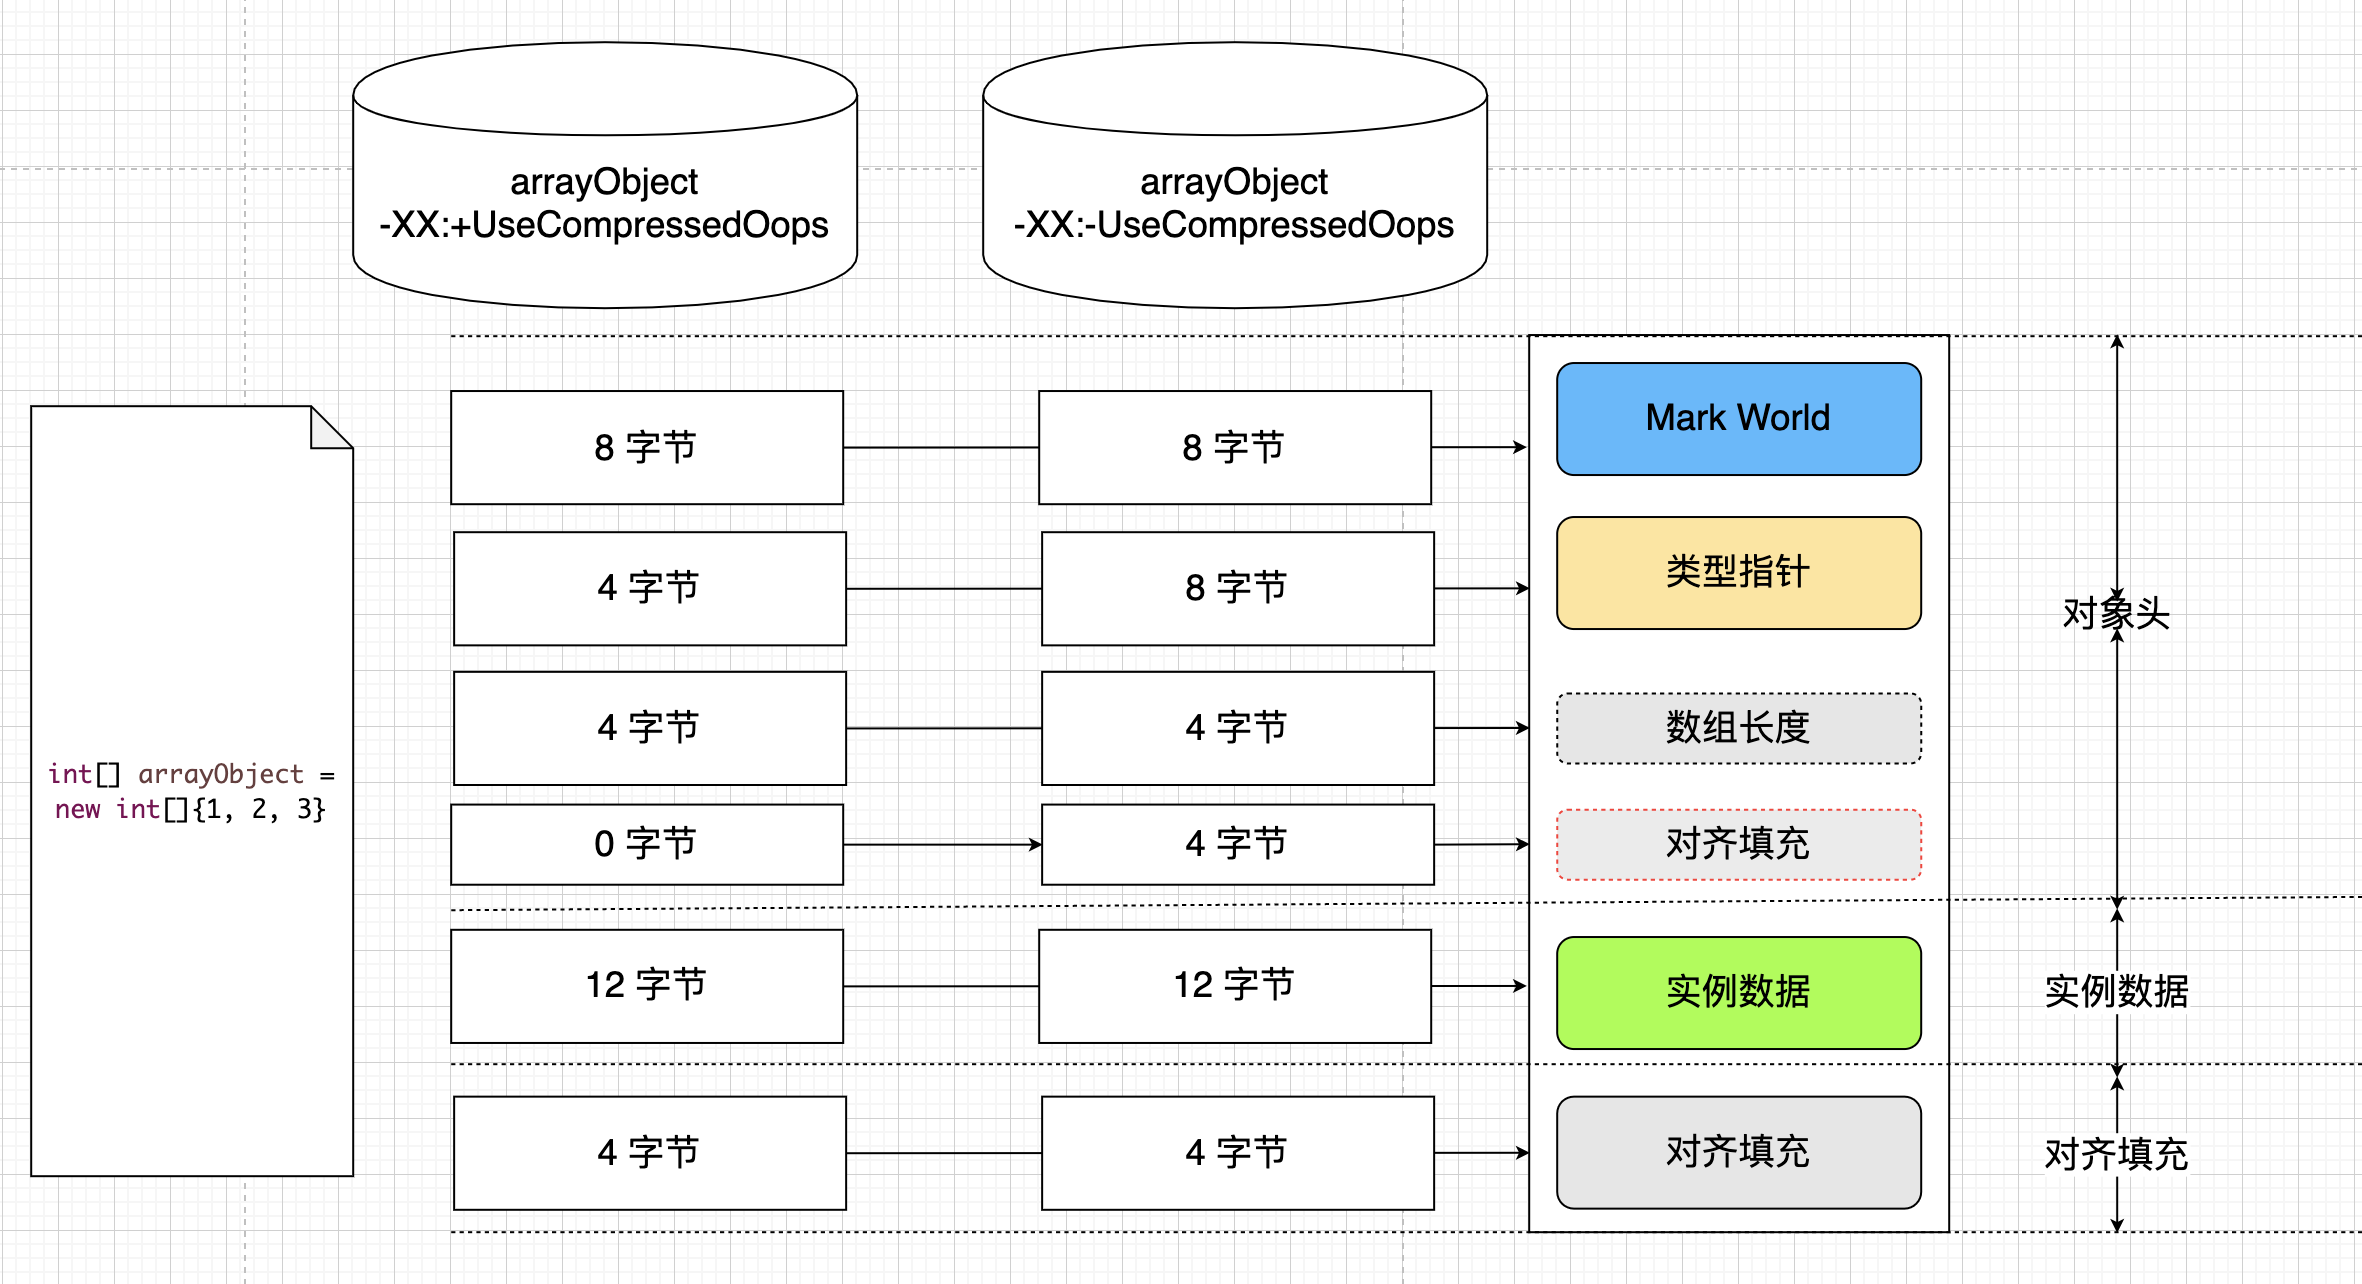 arrayObject
-XX:+UseCompressedOops
arrayObject
-XX:-UseCompressedOops
int[] arrayObject =
new int[]{1, 2, 3}
8 字节
8 字节
Mark World
4 字节
8 字节
类型指针
对象头
4 字节
4 字节
数组长度
0 字节
4 字节
对齐填充
12 字节
12 字节
实例数据
实例数据
4 字节
4 字节
对齐填充
对齐填充